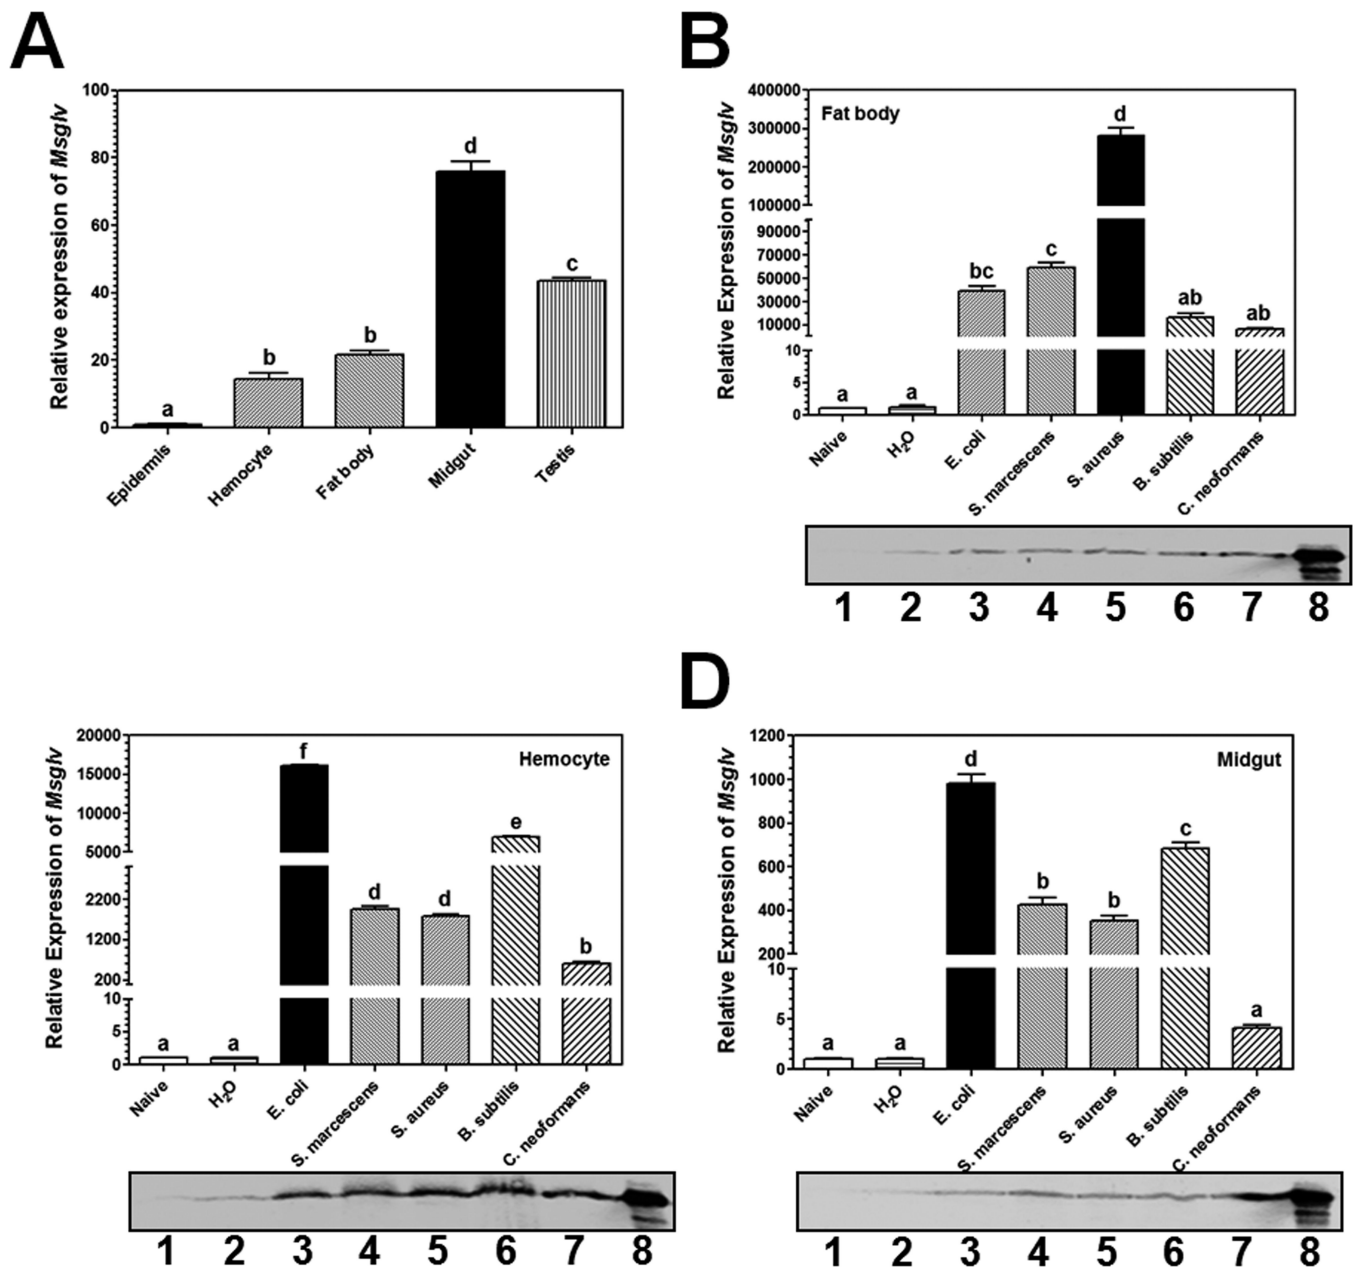 A
Relative expression of Msglv
100
80
60
40
20
0
a
b
b
d
c
Epidermis
Hemocyte
Fat body
Midgut
Testis
B
Relative Expression of Msglv
Fat body
400000
300000
200000
100000
90000
70000
50000
30000
10000
10
5
0
a
a
bc
c
d
ab
ab
Naive
H₂O
E. coli
S. marcescens
S. aureus
B. subtilis
C. neoformans
1 2 3 4 5 6 7 8
Relative Expression of Msglv
Hemocyte
20000
15000
10000
5000
2200
1200
200
10
5
0
a
a
f
d
d
e
b
Naive
H₂O
E. coli
S. marcescens
S. aureus
B. subtilis
C. neoformans
1 2 3 4 5 6 7 8
D
Relative Expression of Msglv
Midgut
1200
1000
800
600
400
200
10
5
0
a
a
d
b
b
c
a
Naive
H₂O
E. coli
S. marcescens
S. aureus
B. subtilis
C. neoformans
1 2 3 4 5 6 7 8